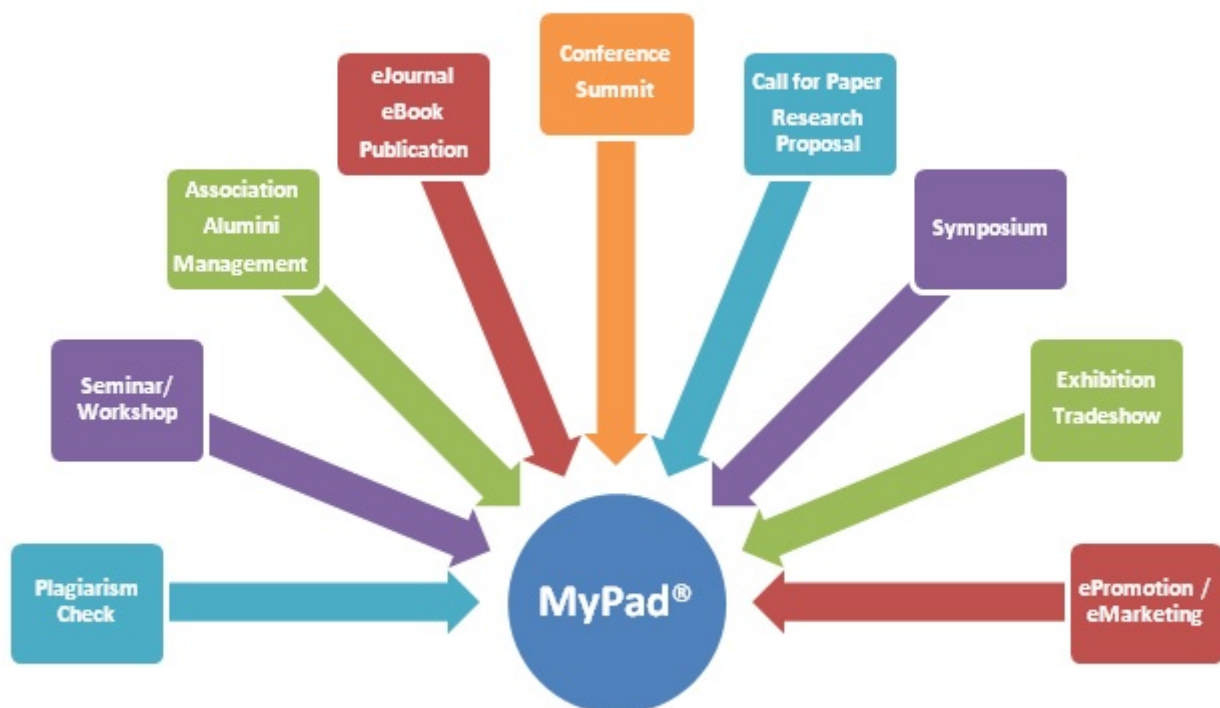 Conference
Summit
eJournal
eBook
Publication
Call for Paper
Research
Proposal
Association
Alumini
Management
Symposium
Seminar/
Workshop
Exhibition
Tradeshow
Plagiarism
Check
MyPad®
ePromotion /
eMarketing